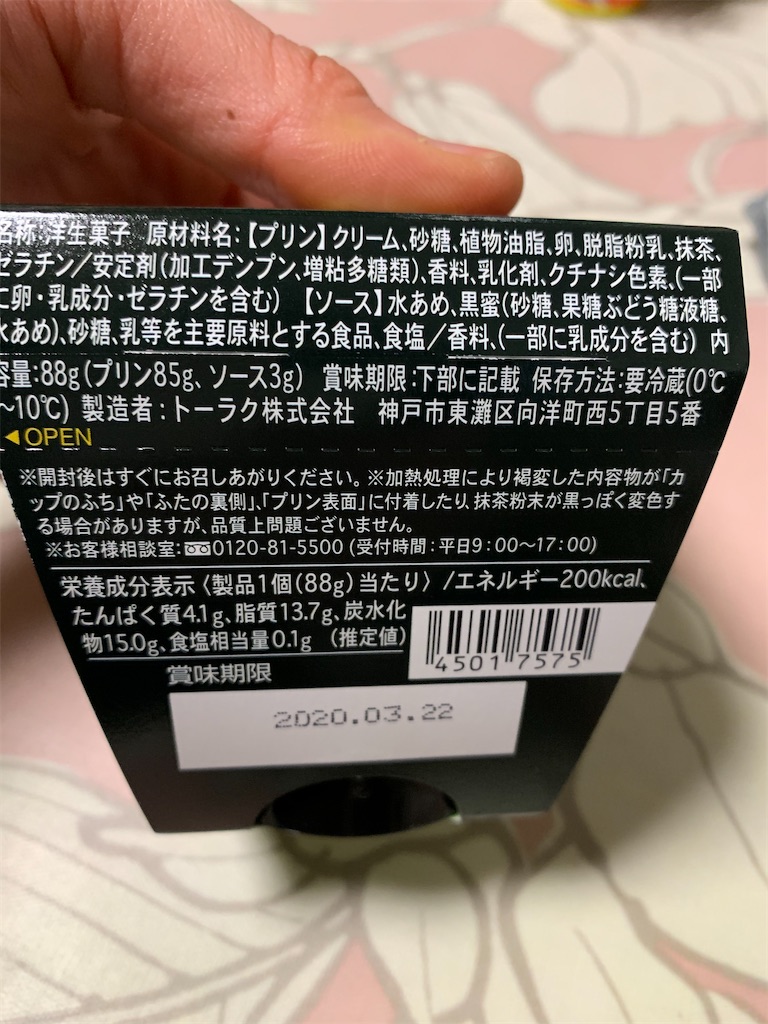 名称:洋生菓子 原材料名:【プリン】クリーム、砂糖、植物油脂、卵、脱脂粉乳、抹茶、
ゼラチン/安定剤(加工デンプン、増粘多糖類)、香料、乳化剤、クチナシ色素、(一部
に卵・乳成分・ゼラチンを含む) 【ソース】水あめ、黒蜜(砂糖、果糖ぶどう糖液糖、
水あめ)、砂糖、乳等を主要原料とする食品、食塩/香料、(一部に乳成分を含む) 内
容量:88g(プリン85g、ソース3g) 賞味期限:下部に記載 保存方法:要冷蔵(0℃
~10℃) 製造者:トーラク株式会社 神戸市東灘区向洋町西5丁目5番
◀OPEN
※開封後はすぐにお召しあがりください。※加熱処理により褐変した内容物が「カ
ップのふち」や「ふたの裏側」、「プリン表面」に付着したり、抹茶粉末が黒っぽく変色す
る場合がありますが、品質上問題ございません。
※お客様相談室:0120-81-5500 (受付時間:平日9:00~17:00)
栄養成分表示〈製品1個(88g)当たり〉/エネルギー200kcal、
たんぱく質4.1g、脂質13.7g、炭水化
物15.0g、食塩相当量0.1g (推定値)
4501 7575
賞味期限
2020.03.22